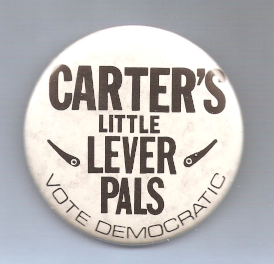 CARTER'S
LITTLE
LEVER
PALS
VOTE DEMOCRATIC